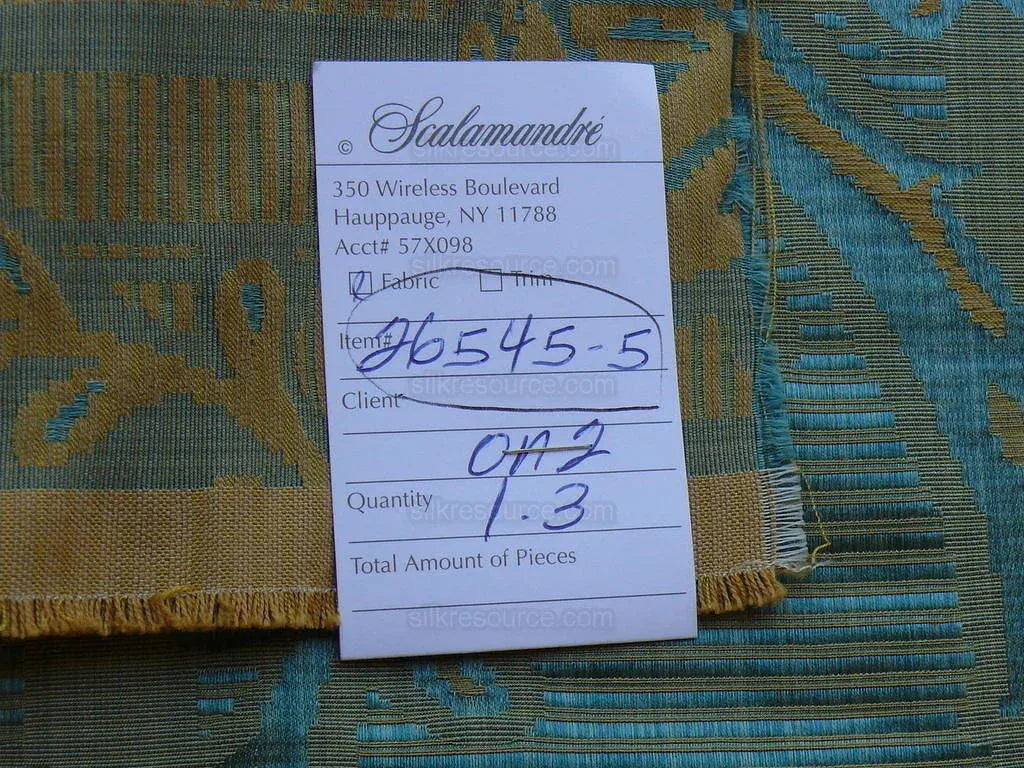 Scalamandré
©
silkresource.com
350 Wireless Boulevard
Hauppauge, NY 11788
Acct# 57X098
silkresource.com
Fabric Trim
Item# 26545-5
silkresource.com
Client
on 2
Quantity 1.3
silkresource.com
Total Amount of Pieces
silkresource.com